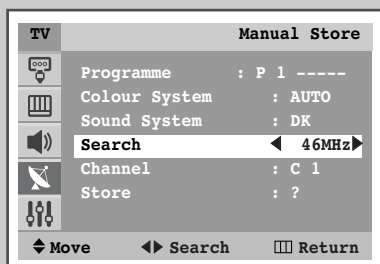 TV Manual Store
Programme : P 1 -----
Colour System : AUTO
Sound System : DK
Search 46MHz
Channel : C 1
Store : ?
Move Search Return